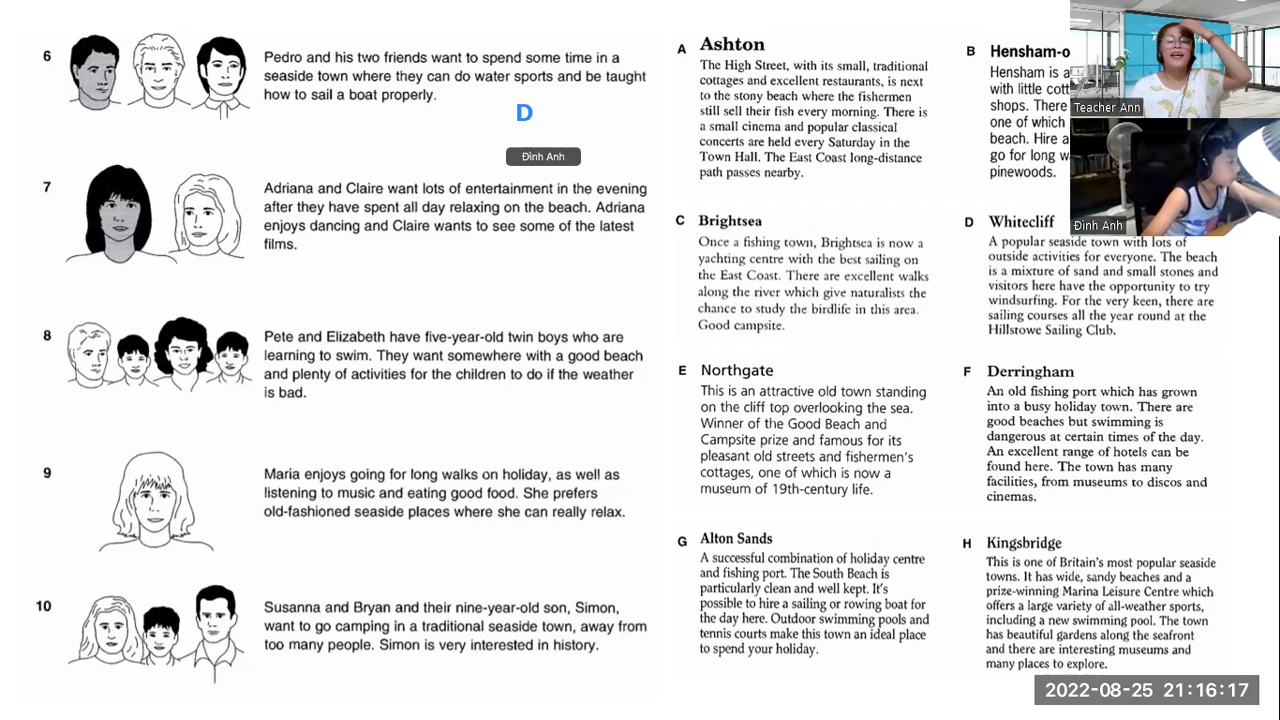 6
Pedro and his two friends want to spend some time in a
seaside town where they can do water sports and be taught
how to sail a boat properly.
D
Đình Anh
7
Adriana and Claire want lots of entertainment in the evening
after they have spent all day relaxing on the beach. Adriana
enjoys dancing and Claire wants to see some of the latest
films.
8
Pete and Elizabeth have five-year-old twin boys who are
learning to swim. They want somewhere with a good beach
and plenty of activities for the children to do if the weather
is bad.
9
Maria enjoys going for long walks on holiday, as well as
listening to music and eating good food. She prefers
old-fashioned seaside places where she can really relax.
10
Susanna and Bryan and their nine-year-old son, Simon,
want to go camping in a traditional seaside town, away from
too many people. Simon is very interested in history.
A Ashton
The High Street, with its small, traditional
cottages and excellent restaurants, is next
to the stony beach where the fishermen
still sell their fish every morning. There is
a small cinema and popular classical
concerts are held every Saturday in the
Town Hall. The East Coast long-distance
path passes nearby.
B Hensham-o
Hensham is a
with little cott
shops. There
one of which
beach. Hire a
go for long w
pinewoods.
C Brightsea
Once a fishing town, Brightsea is now a
yachting centre with the best sailing on
the East Coast. There are excellent walks
along the river which give naturalists the
chance to study the birdlife in this area.
Good campsite.
D Whitecliff
A popular seaside town with lots of
outside activities for everyone. The beach
is a mixture of sand and small stones and
visitors here have the opportunity to try
windsurfing. For the very keen, there are
sailing courses all the year round at the
Hillstowe Sailing Club.
E Northgate
This is an attractive old town standing
on the cliff top overlooking the sea.
Winner of the Good Beach and
Campsite prize and famous for its
pleasant old streets and fishermen's
cottages, one of which is now a
museum of 19th-century life.
F Derringham
An old fishing port which has grown
into a busy holiday town. There are
good beaches but swimming is
dangerous at certain times of the day.
An excellent range of hotels can be
found here. The town has many
facilities, from museums to discos and
cinemas.
G Alton Sands
A successful combination of holiday centre
and fishing port. The South Beach is
particularly clean and well kept. It's
possible to hire a sailing or rowing boat for
the day here. Outdoor swimming pools and
tennis courts make this town an ideal place
to spend your holiday.
H Kingsbridge
This is one of Britain's most popular seaside
towns. It has wide, sandy beaches and a
prize-winning Marina Leisure Centre which
offers a large variety of all-weather sports,
including a new swimming pool. The town
has beautiful gardens along the seafront
and there are interesting museums and
many places to explore.
Teacher Ann
Đình Anh
2022-08-25 21:16:17